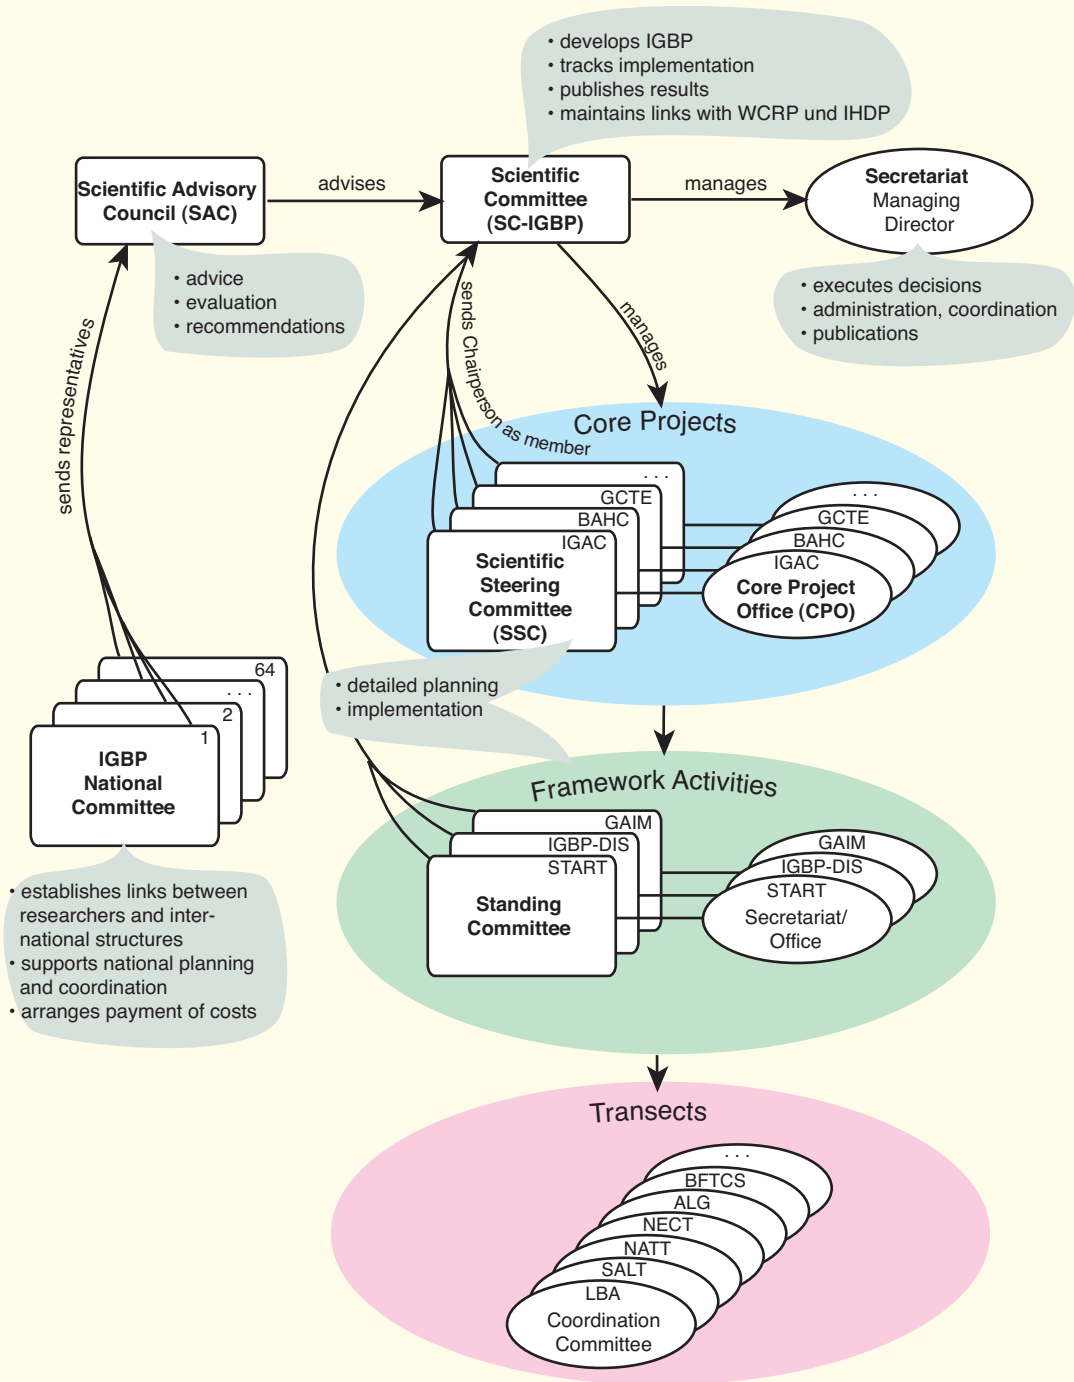 • develops IGBP
• tracks implementation
• publishes results
• maintains links with WCRP und IHDP
Scientific Advisory
Council (SAC)
advises
Scientific
Committee
(SC-IGBP)
manages
Secretariat
Managing
Director
• advice
• evaluation
• recommendations
• executes decisions
• administration, coordination
• publications
sends representatives
sends Chairperson as member
manages
Core Projects
. . .
GCTE
BAHC
IGAC
Scientific
Steering
Committee
(SSC)
. . .
GCTE
BAHC
IGAC
Core Project
Office (CPO)
• detailed planning
• implementation
64
. . .
2
1
IGBP
National
Committee
• establishes links between
researchers and inter-
national structures
• supports national planning
and coordination
• arranges payment of costs
Framework Activities
GAIM
IGBP-DIS
START
Standing
Committee
GAIM
IGBP-DIS
START
Secretariat/
Office
Transects
. . .
BFTCS
ALG
NECT
NATT
SALT
LBA
Coordination
Committee